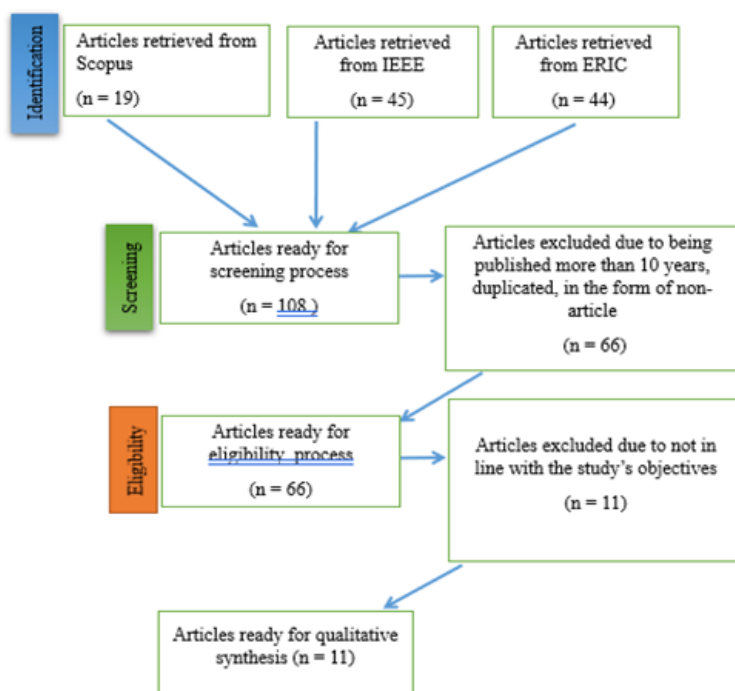 Identification
Articles retrieved from
Scopus
(n = 19)
Articles retrieved
from IEEE
(n = 45)
Articles retrieved
from ERIC
(n = 44)
Screening
Articles ready for
screening process
(n = 108 )
Articles excluded due to being
published more than 10 years,
duplicated, in the form of non-
article
(n = 66)
Eligibility
Articles ready for
eligibility process
(n = 66)
Articles excluded due to not in
line with the study's objectives
(n = 11)
Articles ready for qualitative
synthesis (n = 11)